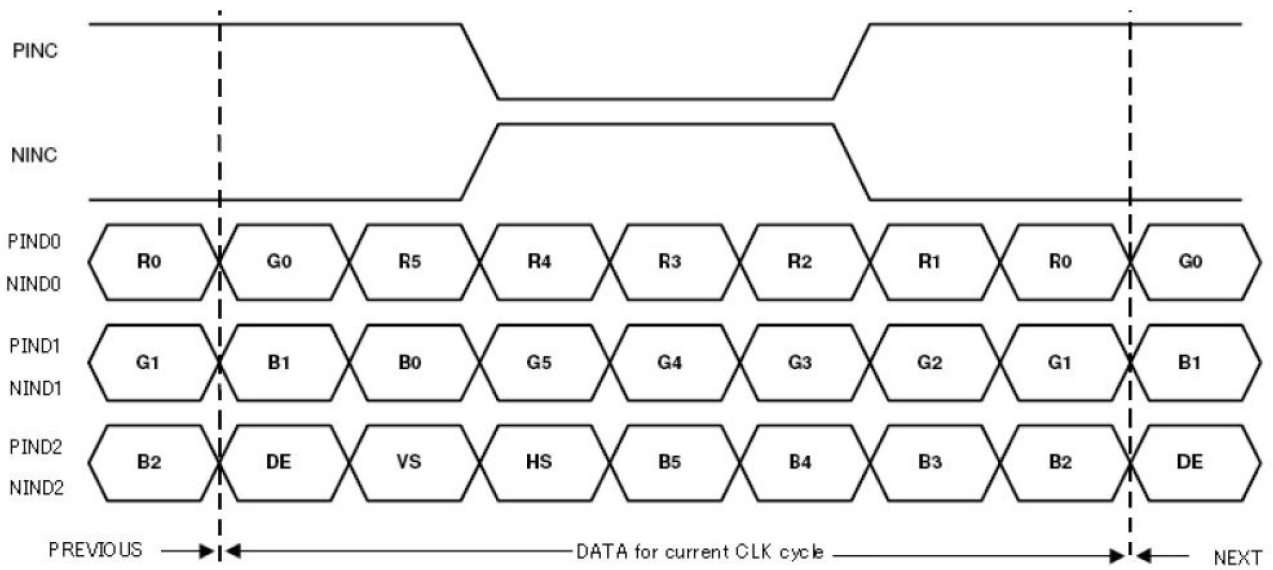 PINC
NINC
PIND0
R0 G0 R5 R4 R3 R2 R1 R0 G0
NIND0
PIND1
G1 B1 B0 G5 G4 G3 G2 G1 B1
NIND1
PIND2
B2 DE VS HS B5 B4 B3 B2 DE
NIND2
PREVIOUS DATA for current CLK cycle NEXT